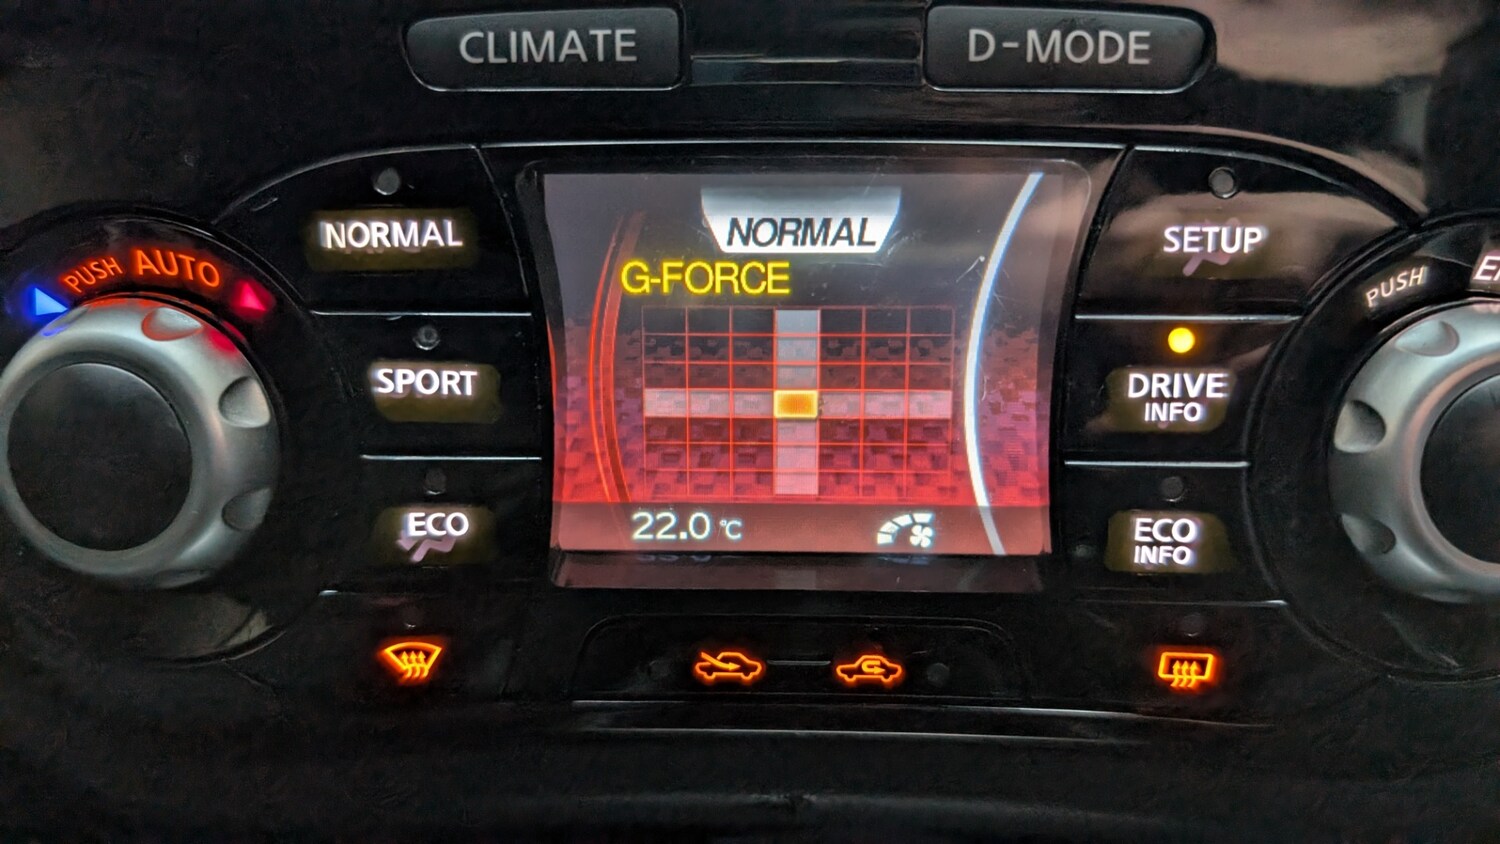 CLIMATE
D-MODE
PUSH AUTO
NORMAL
SPORT
ECO
NORMAL
G-FORCE
22.0 °C
SETUP
DRIVE
INFO
ECO
INFO
PUSH